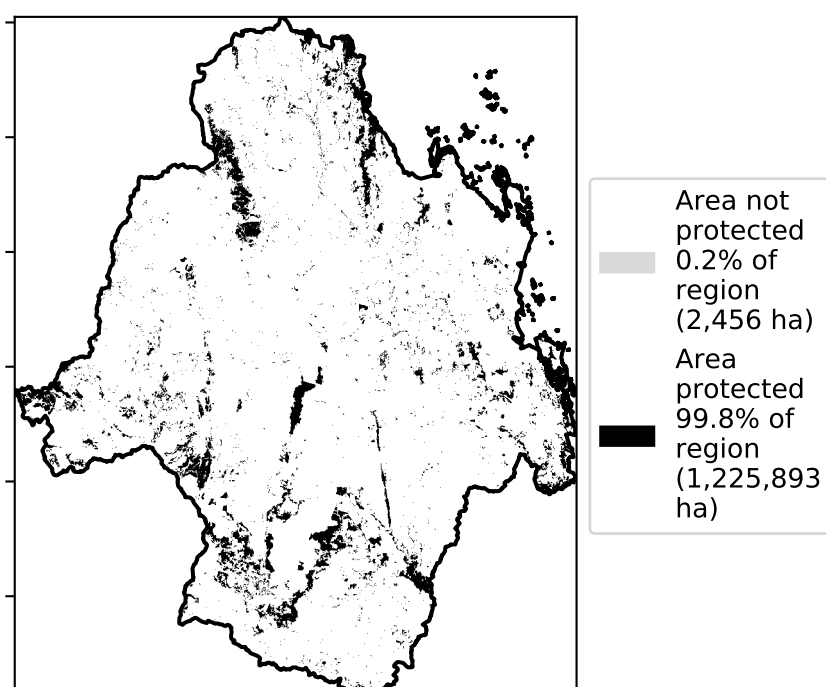 Area not
protected
0.2% of
region
(2,456 ha)
Area
protected
99.8% of
region
(1,225,893
ha)